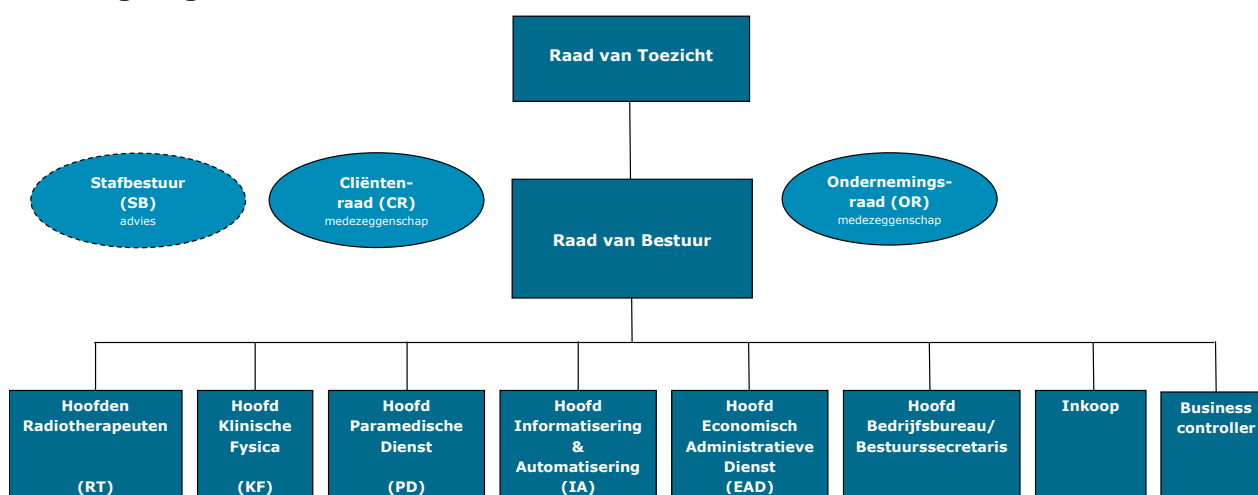 Raad van Toezicht
Stafbestuur
(SB)
advies
Cliënten-
raad (CR)
medezeggenschap
Raad van Bestuur
Ondernemings-
raad (OR)
medezeggenschap
Hoofden
Radiotherapeuten
(RT)
Hoofd
Klinische
Fysica
(KF)
Hoofd
Paramedische
Dienst
(PD)
Hoofd
Informatisering
&
Automatisering
(IA)
Hoofd
Economisch
Administratieve
Dienst
(EAD)
Hoofd
Bedrijfsbureau/
Bestuurssecretaris
Inkoop
Business
controller